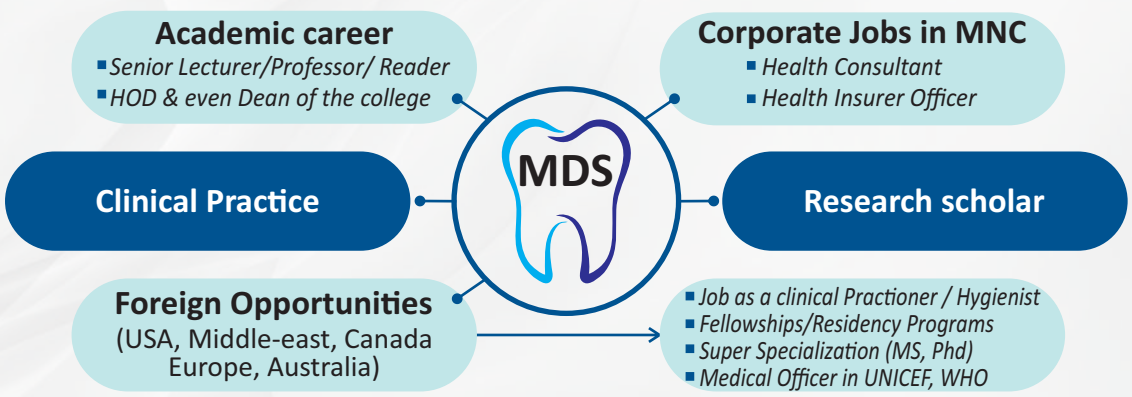 Academic career
▪ Senior Lecturer/Professor/ Reader
▪ HOD & even Dean of the college
Corporate Jobs in MNC
▪ Health Consultant
▪ Health Insurer Officer
Clinical Practice
MDS
Research scholar
Foreign Opportunities
(USA, Middle-east, Canada
Europe, Australia)
▪ Job as a clinical Practioner / Hygienist
▪ Fellowships/Residency Programs
▪ Super Specialization (MS, Phd)
▪ Medical Officer in UNICEF, WHO